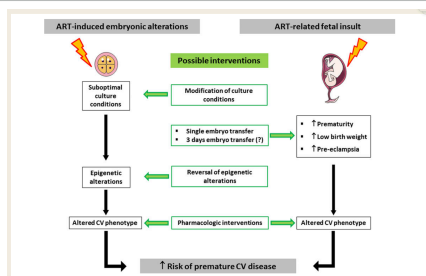 ART-induced embryonic alterations
ART-related fetal insult
Possible interventions
Suboptimal
culture
conditions
Modification of culture
conditions
• Single embryo transfer
• 3 days embryo transfer (?)
• ↑ Prematurity
• ↑ Low birth weight
• ↑ Pre-eclampsia
Epigenetic
alterations
Reversal of epigenetic
alterations
Altered CV phenotype
Pharmacologic interventions
Altered CV phenotype
↑ Risk of premature CV disease